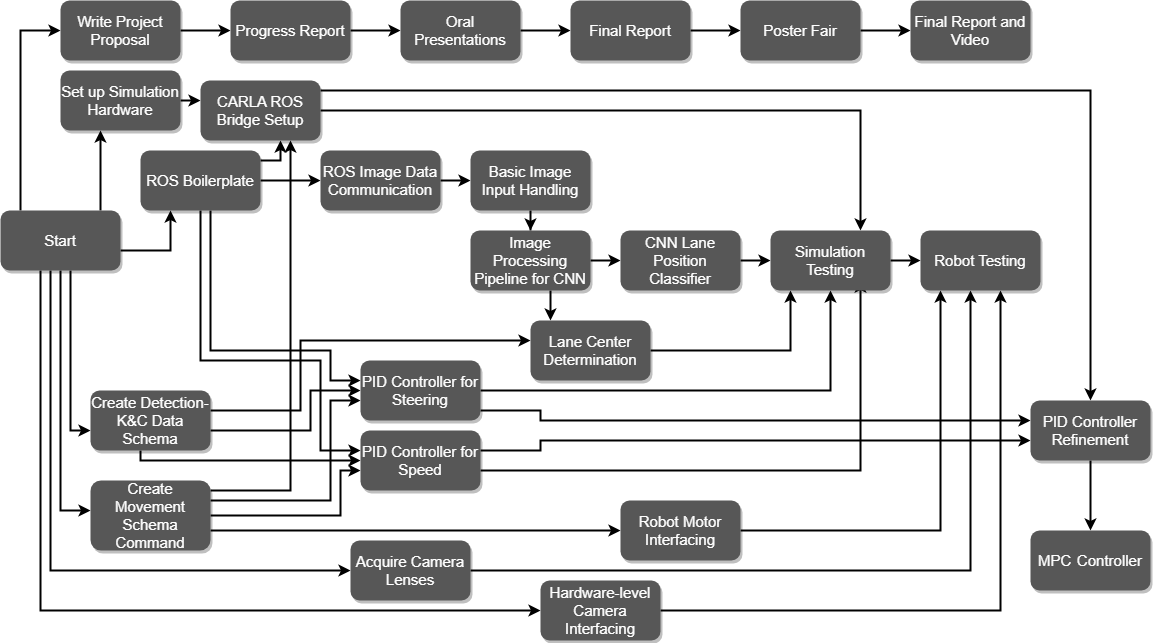 Write Project
Proposal
Progress Report
Oral
Presentations
Final Report
Poster Fair
Final Report and
Video
Set up Simulation
Hardware
CARLA ROS
Bridge Setup
ROS Boilerplate
ROS Image Data
Communication
Basic Image
Input Handling
Start
Image
Processing
Pipeline for CNN
CNN Lane
Position
Classifier
Simulation
Testing
Robot Testing
Lane Center
Determination
PID Controller for
Steering
Create Detection-
K&C Data
Schema
PID Controller for
Speed
PID Controller
Refinement
Create
Movement
Schema
Command
Robot Motor
Interfacing
Acquire Camera
Lenses
MPC Controller
Hardware-level
Camera
Interfacing